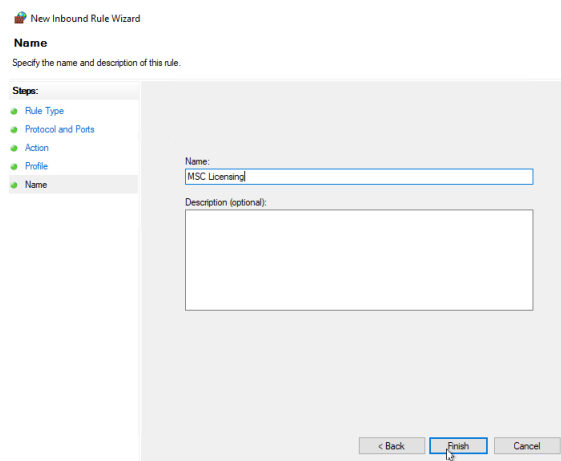 New Inbound Rule Wizard
Name
Specify the name and description of this rule.
Steps:
Rule Type
Protocol and Ports
Action
Profile
Name
Name:
MSC Licensing
Description (optional):
< Back
Finish
Cancel